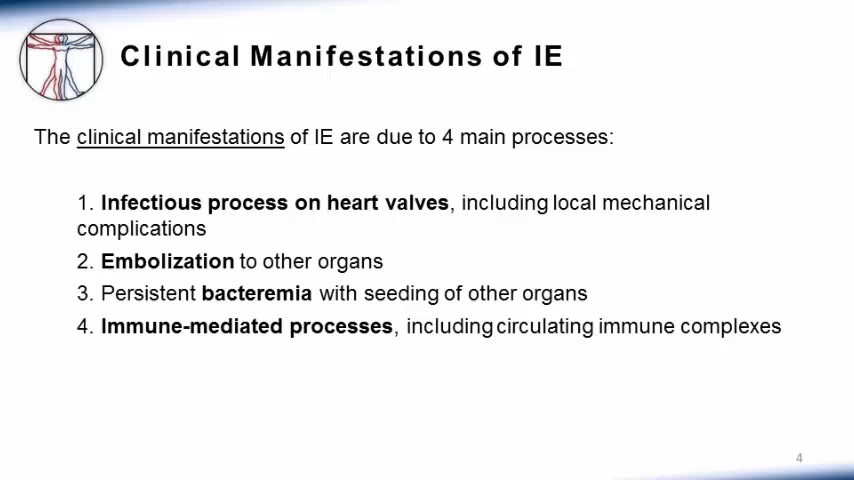 Clinical Manifestations of IE
The clinical manifestations of IE are due to 4 main processes:
1. Infectious process on heart valves, including local mechanical
complications
2. Embolization to other organs
3. Persistent bacteremia with seeding of other organs
4. Immune-mediated processes, including circulating immune complexes
4